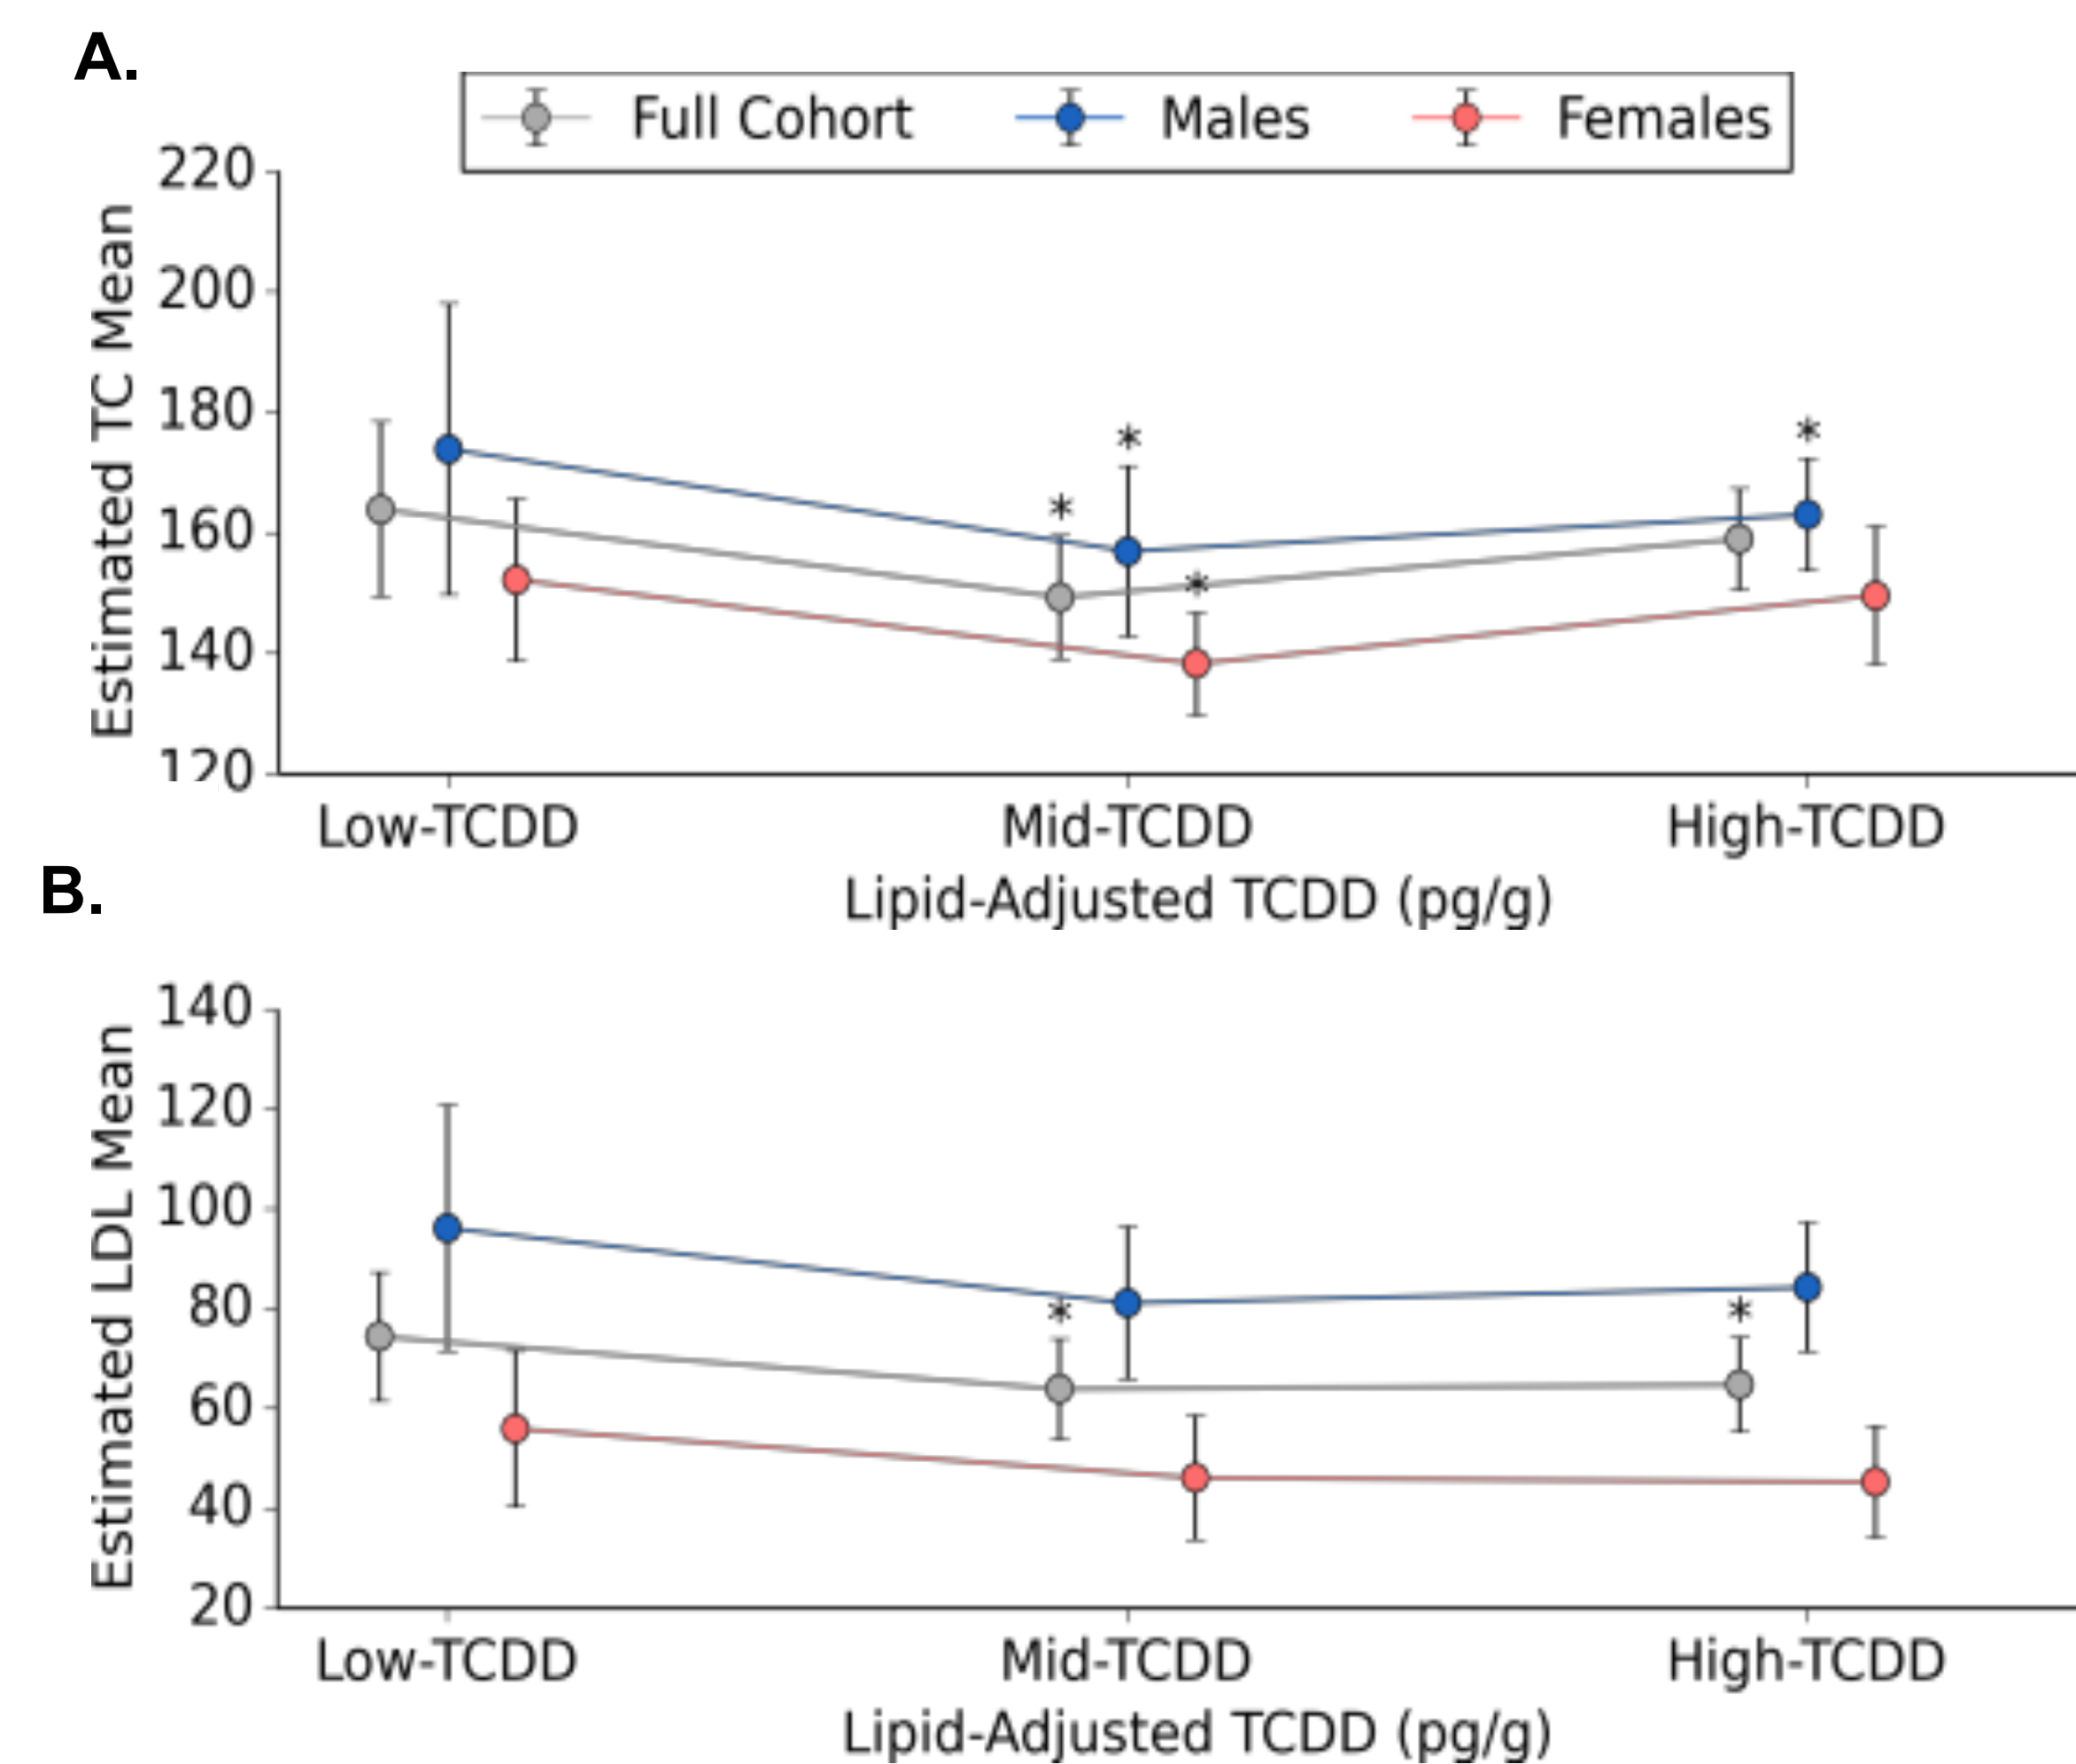 A.
Full Cohort Males Females
220
200
180
160
140
120
Estimated TC Mean
*
*
*
*
Low-TCDD Mid-TCDD High-TCDD
Lipid-Adjusted TCDD (pg/g)
B.
140
120
100
80
60
40
20
Estimated LDL Mean
*
*
Low-TCDD Mid-TCDD High-TCDD
Lipid-Adjusted TCDD (pg/g)